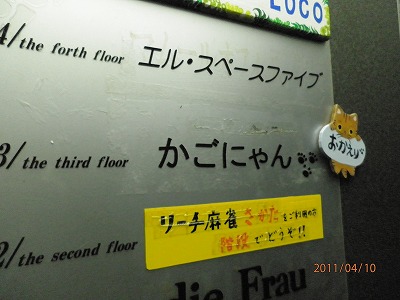 LOCO
4/the forth floor エル・スペースファイブ
3/the third floor かごにゃん
おかえり
リーチ麻雀 さかた をご利用の方
階段 で どうぞ!!
2/the second floor
die Frau
2011/04/10